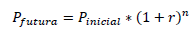 P_futura = P_inicial * (1 + r)^n